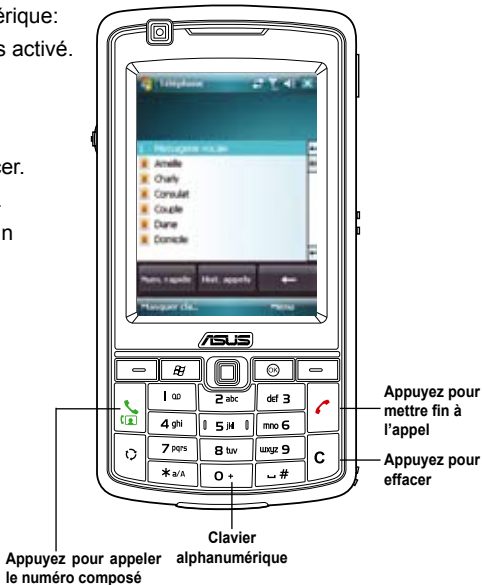 érique:
s activé.
cer.
n
Téléphone
Messagerie vocale
Amelie
Charly
Consulat
Couple
Diane
Domicile
Num. rapide Hist. appels
Masquer cla... Menu
ASUS
OK
1
2 abc
def 3
4 ghi
5 jkl
mno 6
7 pqrs
8 tuv
wxyz 9
* a/A
0 +
#
C
Appuyez pour
mettre fin à
l'appel
Appuyez pour
effacer
Clavier
alphanumérique
Appuyez pour appeler
le numéro composé